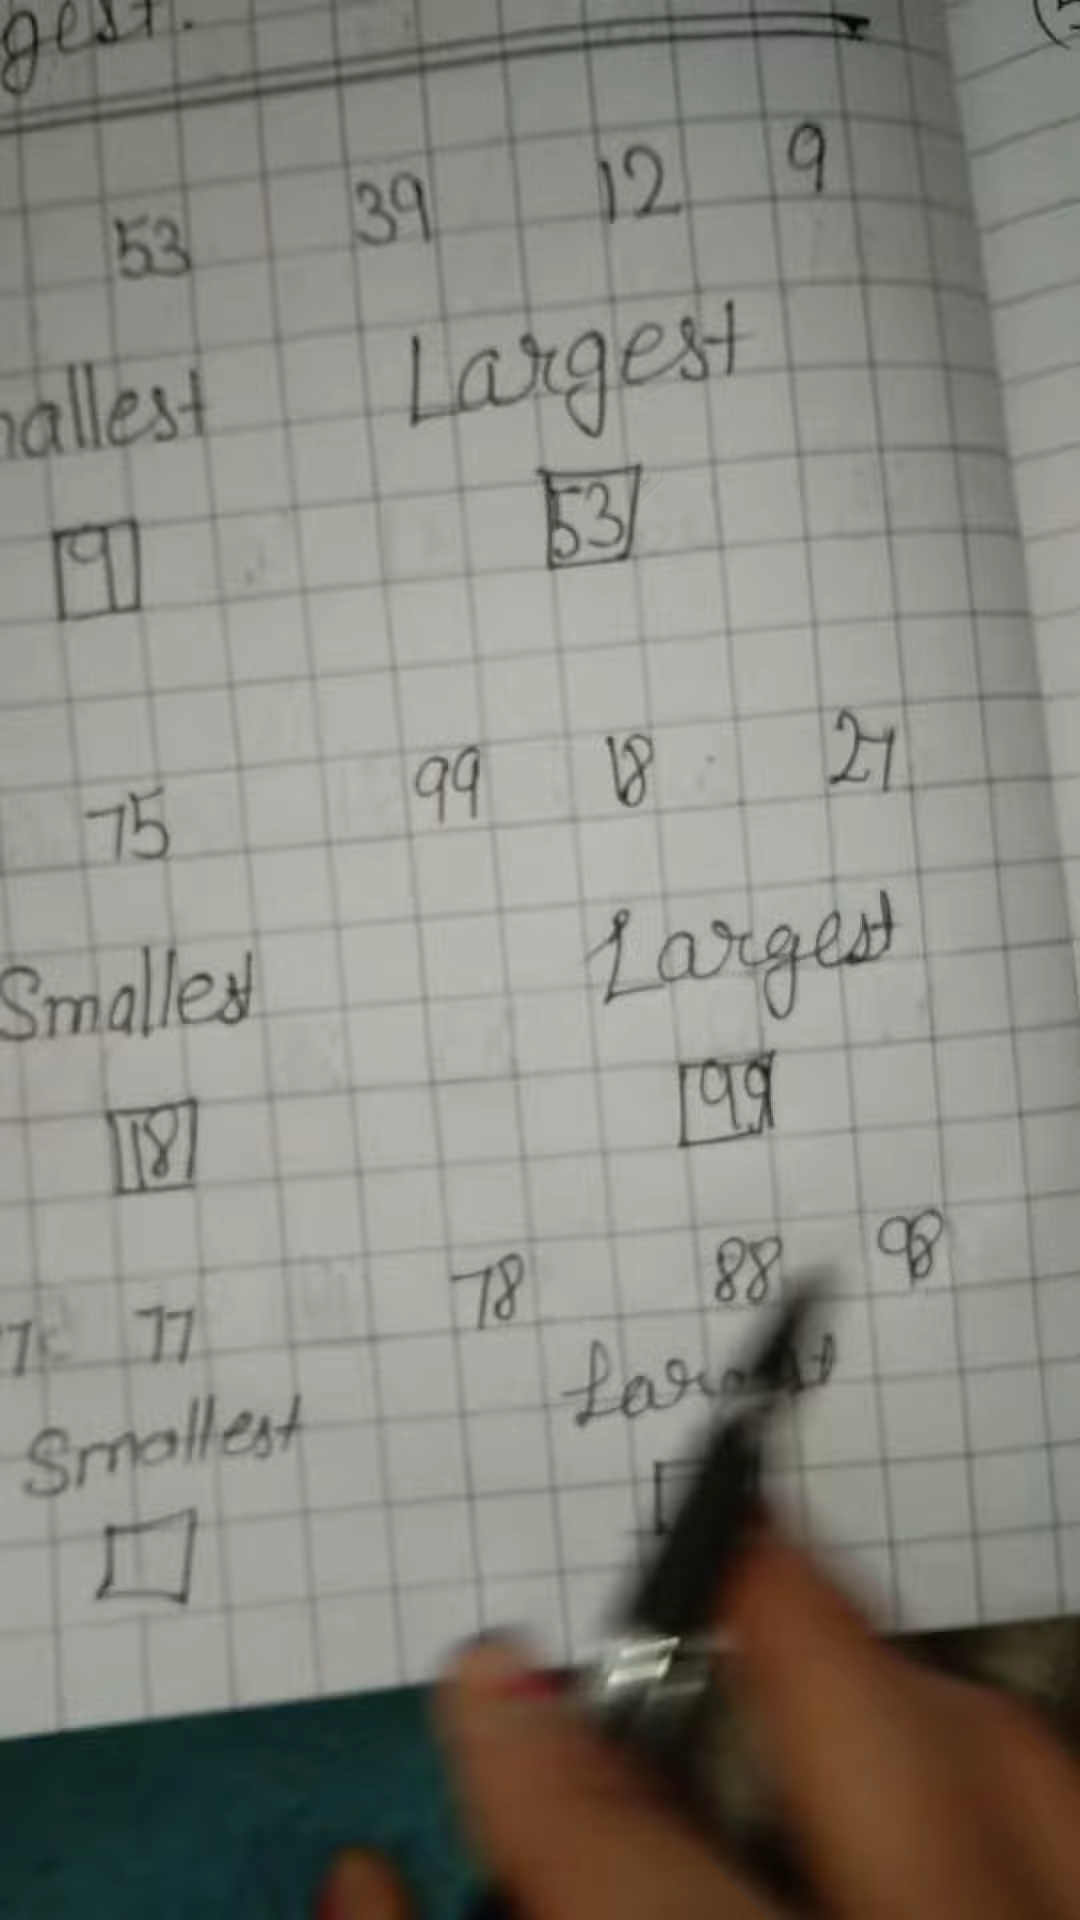 gest.
53 39 12 9
mallest Largest
9 53
75 99 18 27
Smallest Largest
18 99
77 78 88 98
Smallest